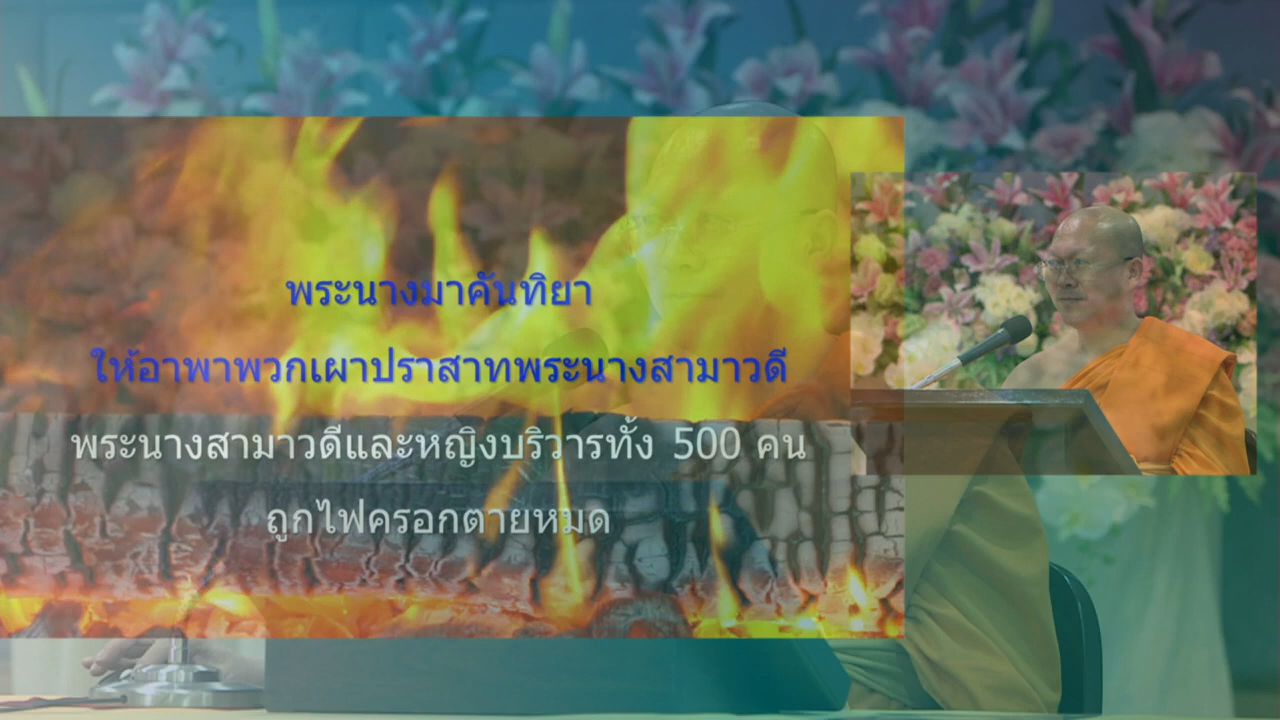 พระนางมาคันทิยา
ให้อาพาพวกเผาปราสาทพระนางสามาวดี
พระนางสามาวดีและหญิงบริวารทั้ง 500 คน
ถูกไฟครอกตายหมด